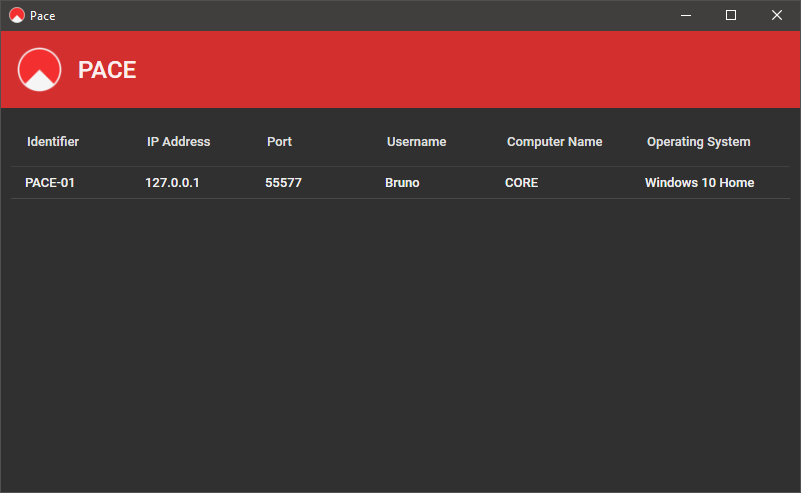 Pace
PACE
Identifier IP Address Port Username Computer Name Operating System
PACE-01 127.0.0.1 55577 Bruno CORE Windows 10 Home